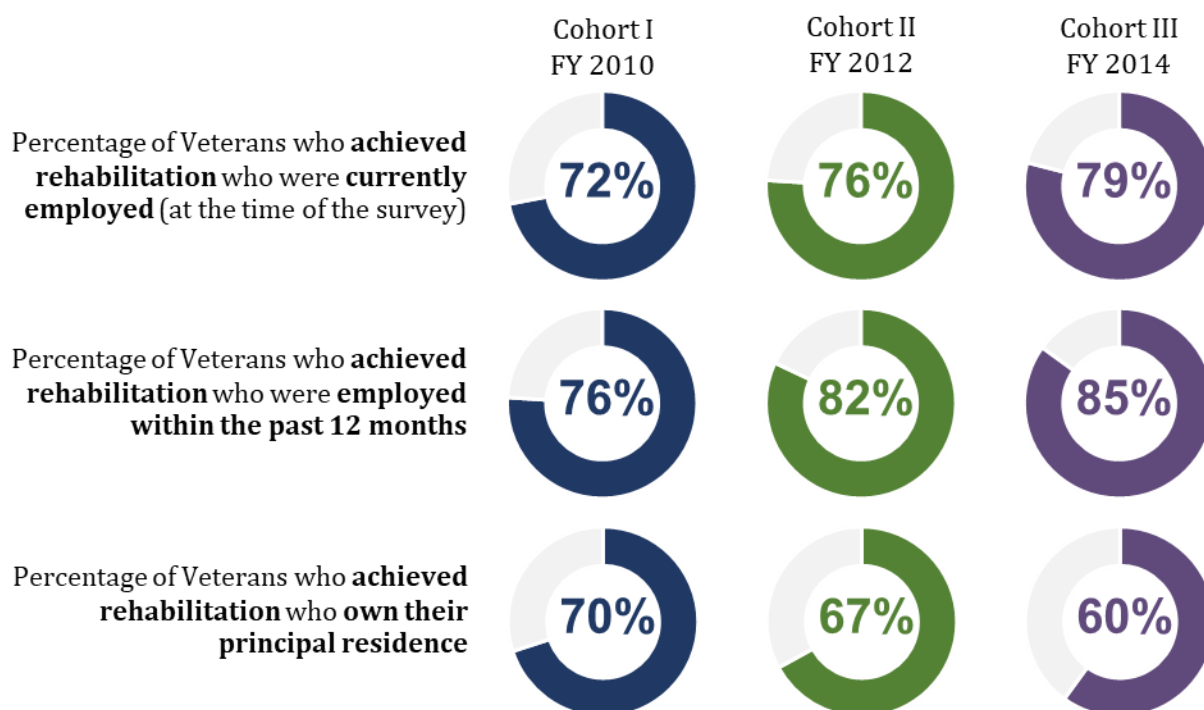 Cohort I
FY 2010
Cohort II
FY 2012
Cohort III
FY 2014
Percentage of Veterans who achieved
rehabilitation who were currently
employed (at the time of the survey)
72%
76%
79%
Percentage of Veterans who achieved
rehabilitation who were employed
within the past 12 months
76%
82%
85%
Percentage of Veterans who achieved
rehabilitation who own their
principal residence
70%
67%
60%